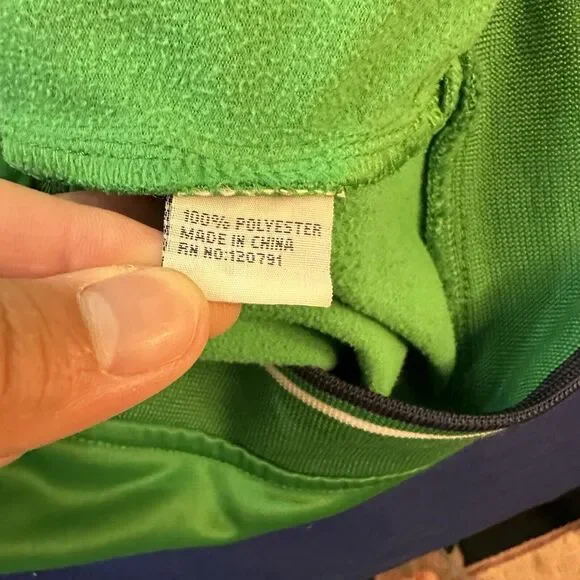 100% POLYESTER
MADE IN CHINA
RN NO:120791